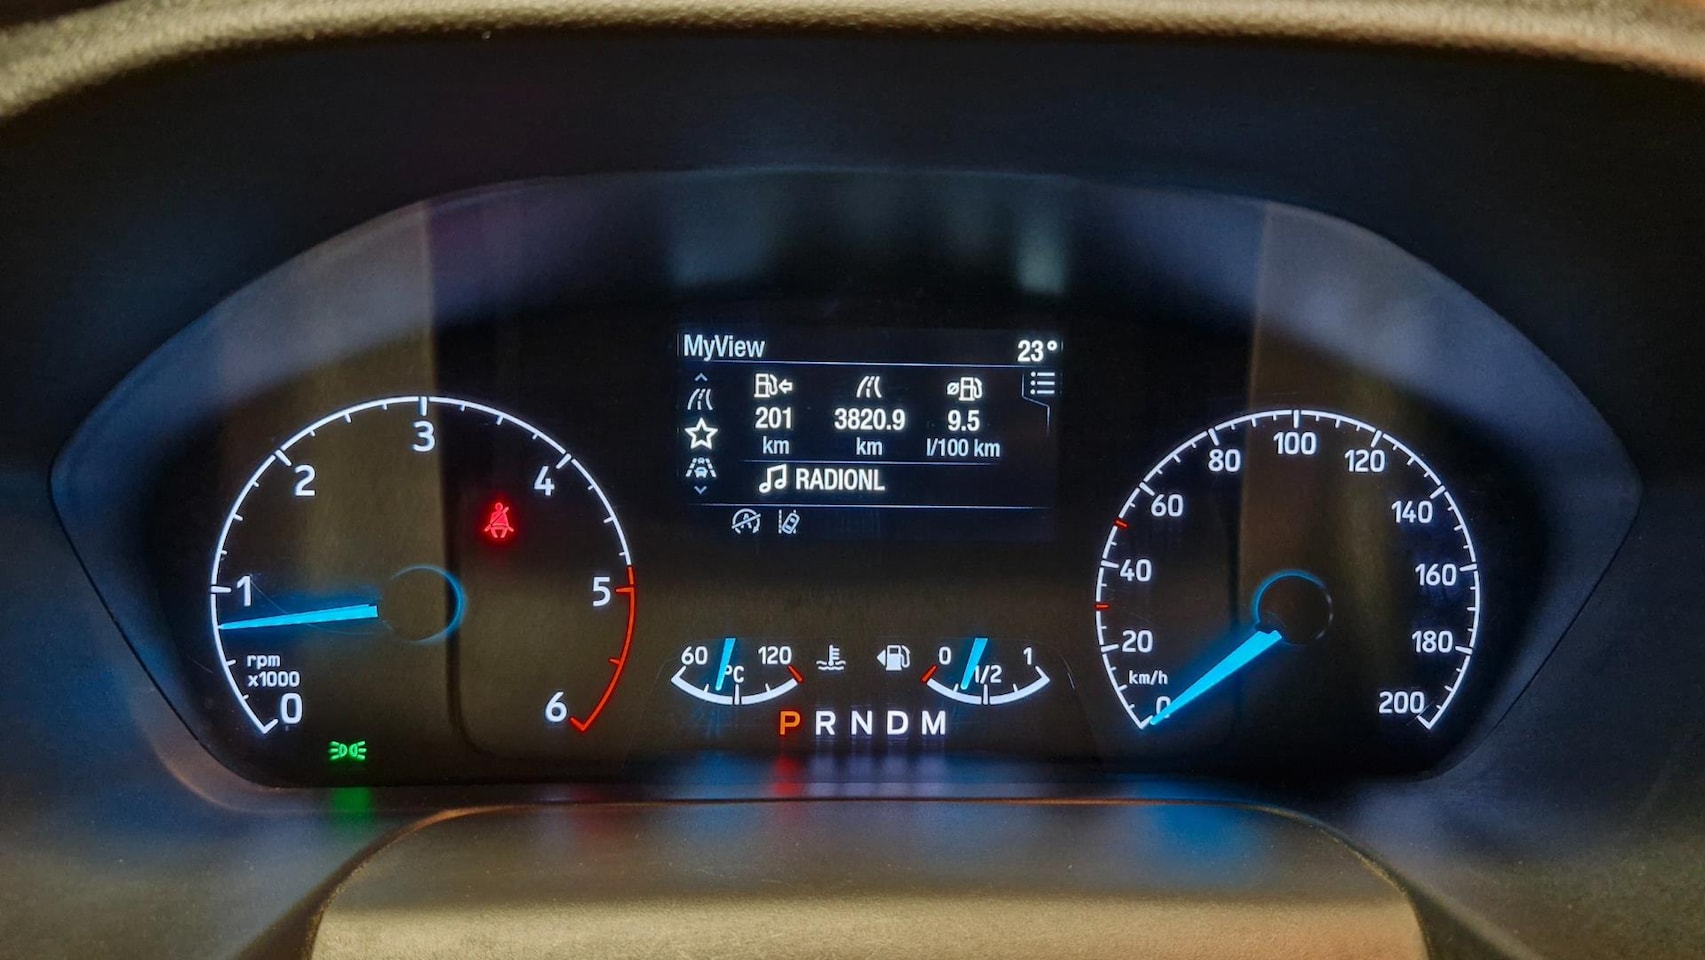 MyView 23°
201 3820.9 9.5
km km l/100 km
RADIONL
0 1 2 3 4 5 6
rpm
x1000
60 120
°C
0 1/2 1
P R N D M
0 20 40 60 80 100 120 140 160 180 200
km/h